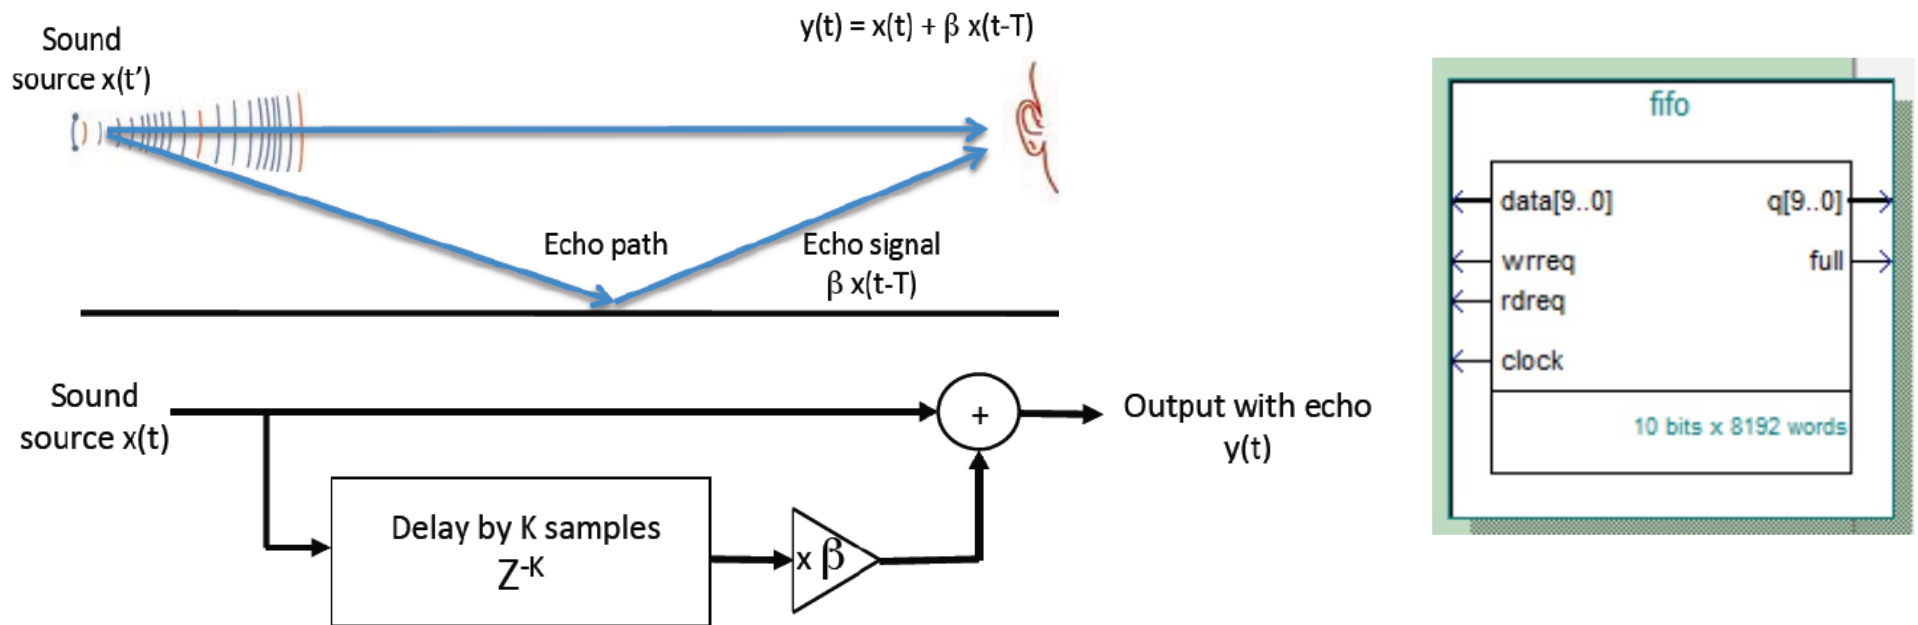 y(t) = x(t) + β x(t-T)
Sound
source x(t')
Echo path
Echo signal
β x(t-T)
Sound
source x(t)
+
Output with echo
y(t)
Delay by K samples
Z-K
x β
fifo
data[9..0]
q[9..0]
wrreq
full
rdreq
clock
10 bits x 8192 words